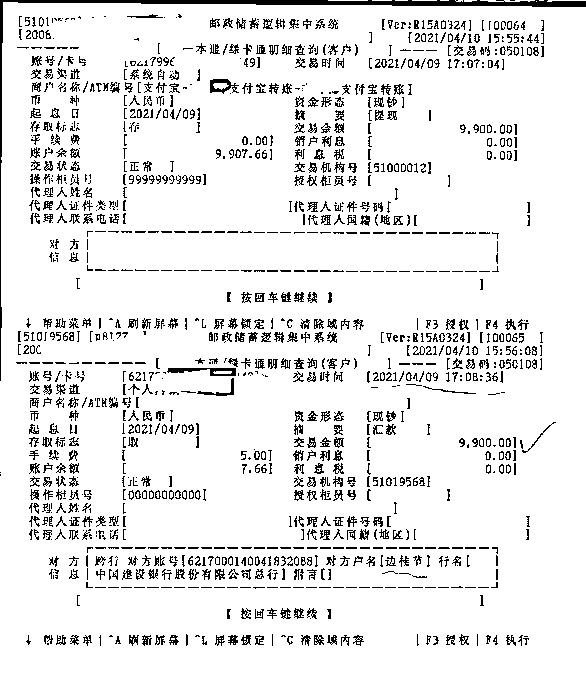 [5101 邮政储蓄逻辑集中系统 [Ver:R15A0324] [I00064 ]
[2006. ] [2021/04/10 15:55:44]
[ 一本通/绿卡通明细查询(客户) ] ———— [交易码:050108]
账号/卡号 [6217996 49] 交易时间 [2021/04/09 17:07:04]
交易渠道 [系统自动 ]
商户名称/ATM编号[支付宝- 支付宝转账- 支付宝转账]
币 种 [人民币] 资金形态 [现钞]
起息日 [2021/04/09] 摘 要 [提现 ]
存取标志 [存 交易金额 [ 9,900.00]
手 续 费 [ 0.00] 销户利息 [ 0.00]
账户余额 [ 9,907.66] 利 息 税 [ 0.00]
交易状态 [正常 ] 交易机构号 [51000012]
操作柜员号 [99999999999] 授权柜员号 [ ]
代理人姓名 [ ]
代理人证件类型[ ]代理人证件号码[ ]
代理人联系电话[ ]代理人国籍(地区)[ ]
对 方
信 息
[ ]
【 按回车键继续 】
↓ 帮助菜单 | ^A 刷新屏幕 | ^L 屏幕锁定 | ^C 清除域内容 | F3 授权 | F4 执行
[51019568] [p8177 邮政储蓄逻辑集中系统 [Ver:R15A0324] [I00065 ]
[200 ] [2021/04/10 15:56:08]
[ 一本通/绿卡通明细查询(客户) ] ———— [交易码:050108]
账号/卡号 [6217 交易时间 [2021/04/09 17:08:36]
交易渠道 [个人
商户名称/ATM编号[
币 种 [人民币] 资金形态 [现钞]
起息日 [2021/04/09] 摘 要 [汇款 ]
存取标志 [取 交易金额 [ 9,900.00]
手 续 费 [ 5.00] 销户利息 [ 0.00]
账户余额 [ 7.66] 利 息 税 [ 0.00]
交易状态 [正常 ] 交易机构号 [51019568]
操作柜员号 [00000000000] 授权柜员号 [ ]
代理人姓名 [ ]
代理人证件类型[ ]代理人证件号码[ ]
代理人联系电话[ ]代理人国籍(地区)[ ]
对 方 | 跨行 对方账号[6217000140041832088] 对方户名[边桂节] 行名[
信 息 | 中国建设银行股份有限公司总行] 附言[]
[ ]
【 按回车键继续 】
↓ 帮助菜单 | ^A 刷新屏幕 | ^L 屏幕锁定 | ^C 清除域内容 | F3 授权 | F4 执行